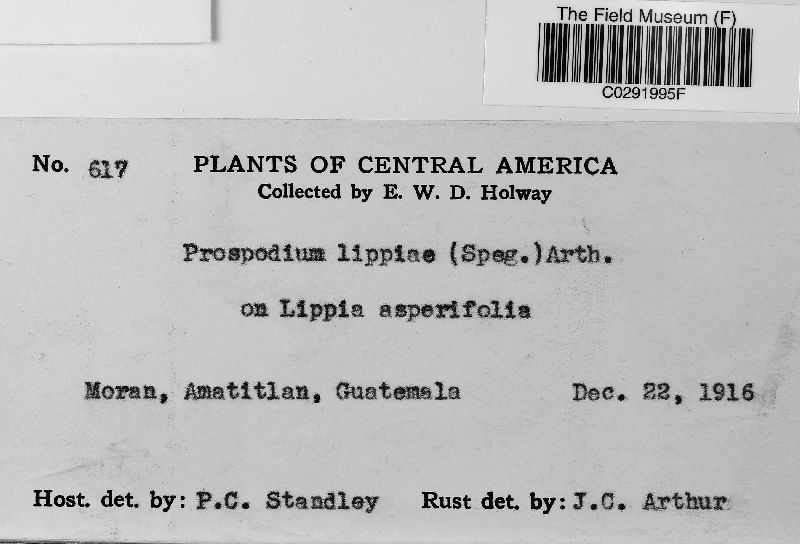 The Field Museum (F)
C0291995F
No. 617 PLANTS OF CENTRAL AMERICA
Collected by E. W. D. Holway
Prospodium lippiae (Speg.)Arth.
on Lippia asperifolia
Moran, Amatitlan, Guatemala Dec. 22, 1916
Host. det. by: P.C. Standley Rust det. by: J.C. Arthur